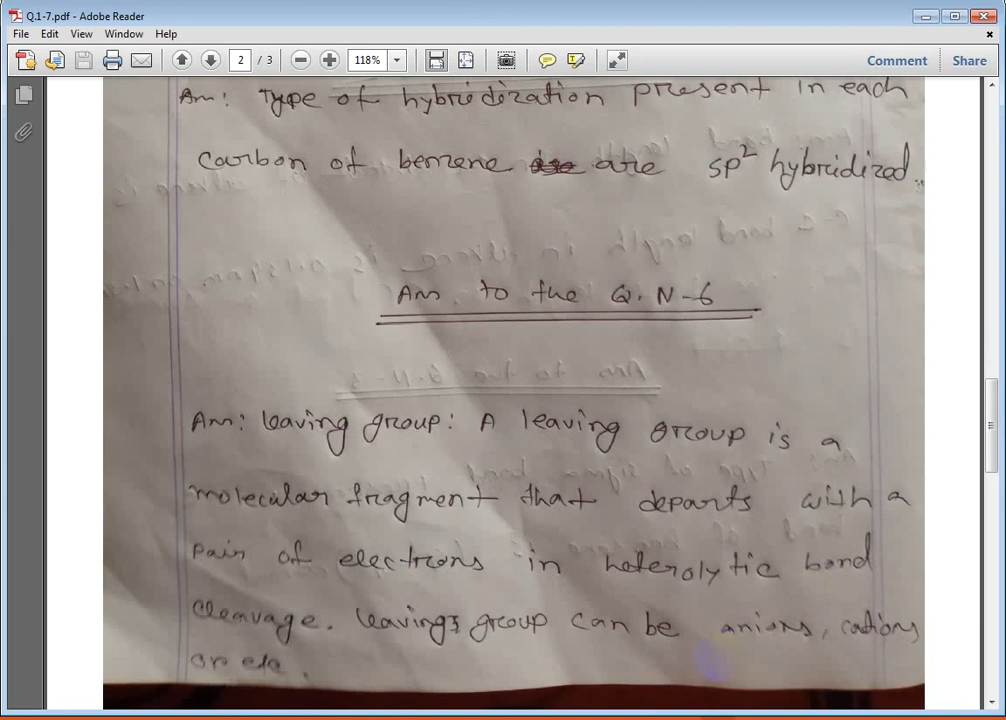 Q.1-7.pdf - Adobe Reader
File Edit View Window Help
2 / 3 118% Comment Share
Ans: Type of hybridization present in each
carbon of benzene are sp² hybridized.
Ans to the Q.N-6
Ans: leaving group: A leaving group is a
molecular fragment that departs with a
pair of electrons in heterolytic bond
cleavage. leaving group can be anions, cations
or etc.